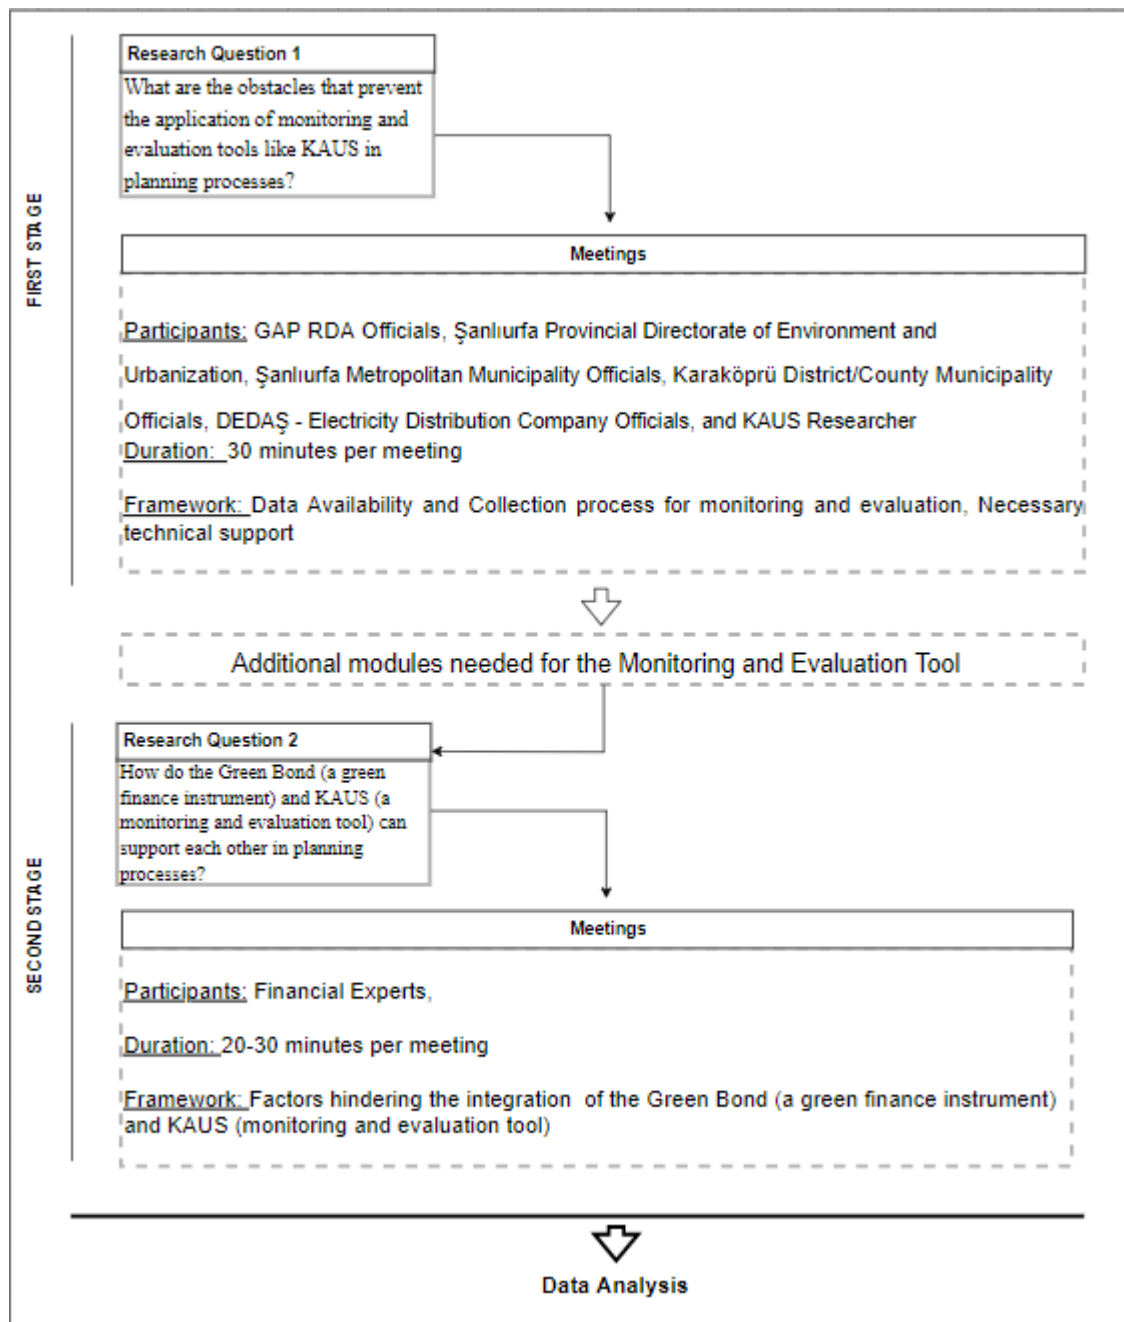 Research Question 1
What are the obstacles that prevent
the application of monitoring and
evaluation tools like KAUS in
planning processes?
FIRST STAGE
Meetings
Participants: GAP RDA Officials, Şanlıurfa Provincial Directorate of Environment and
Urbanization, Şanlıurfa Metropolitan Municipality Officials, Karaköprü District/County Municipality
Officials, DEDAŞ - Electricity Distribution Company Officials, and KAUS Researcher
Duration: 30 minutes per meeting
Framework: Data Availability and Collection process for monitoring and evaluation, Necessary
technical support
Additional modules needed for the Monitoring and Evaluation Tool
Research Question 2
How do the Green Bond (a green
finance instrument) and KAUS (a
monitoring and evaluation tool) can
support each other in planning
processes?
SECOND STAGE
Meetings
Participants: Financial Experts,
Duration: 20-30 minutes per meeting
Framework: Factors hindering the integration of the Green Bond (a green finance instrument)
and KAUS (monitoring and evaluation tool)
Data Analysis